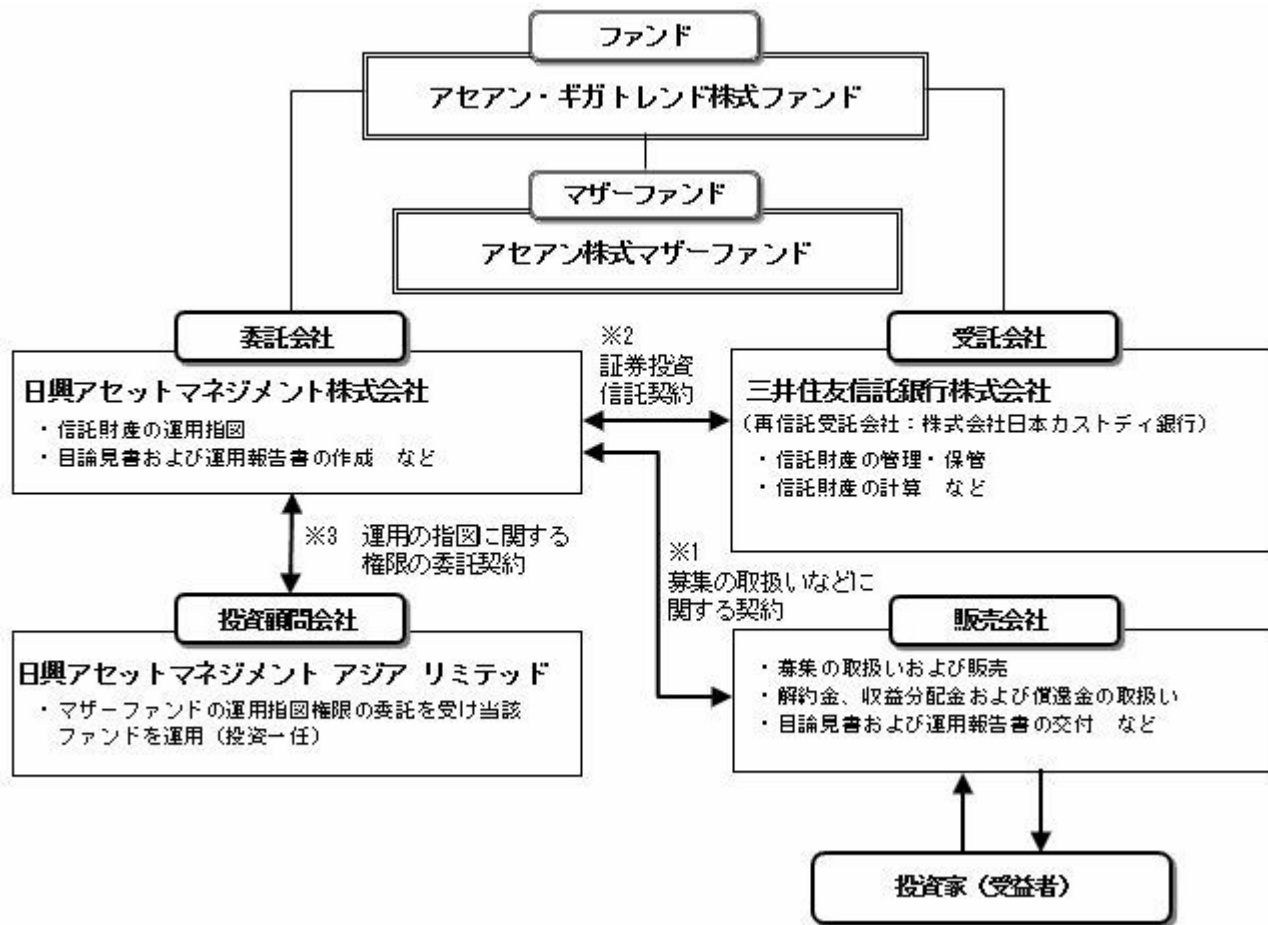 ファンド
アセアン・ギガトレンド株式ファンド
マザーファンド
アセアン株式マザーファンド
委託会社
日興アセットマネジメント株式会社
・信託財産の運用指図
・目論見書および運用報告書の作成　など
※2
証券投資
信託契約
受託会社
三井住友信託銀行株式会社
（再信託受託会社：株式会社日本カストディ銀行）
・信託財産の管理・保管
・信託財産の計算　など
※3　運用の指図に関する
権限の委託契約
※1
募集の取扱いなどに
関する契約
投資顧問会社
日興アセットマネジメント アジア リミテッド
・マザーファンドの運用指図権限の委託を受け当該
ファンドを運用（投資一任）
販売会社
・募集の取扱いおよび販売
・解約金、収益分配金および償還金の取扱い
・目論見書および運用報告書の交付　など
投資家（受益者）